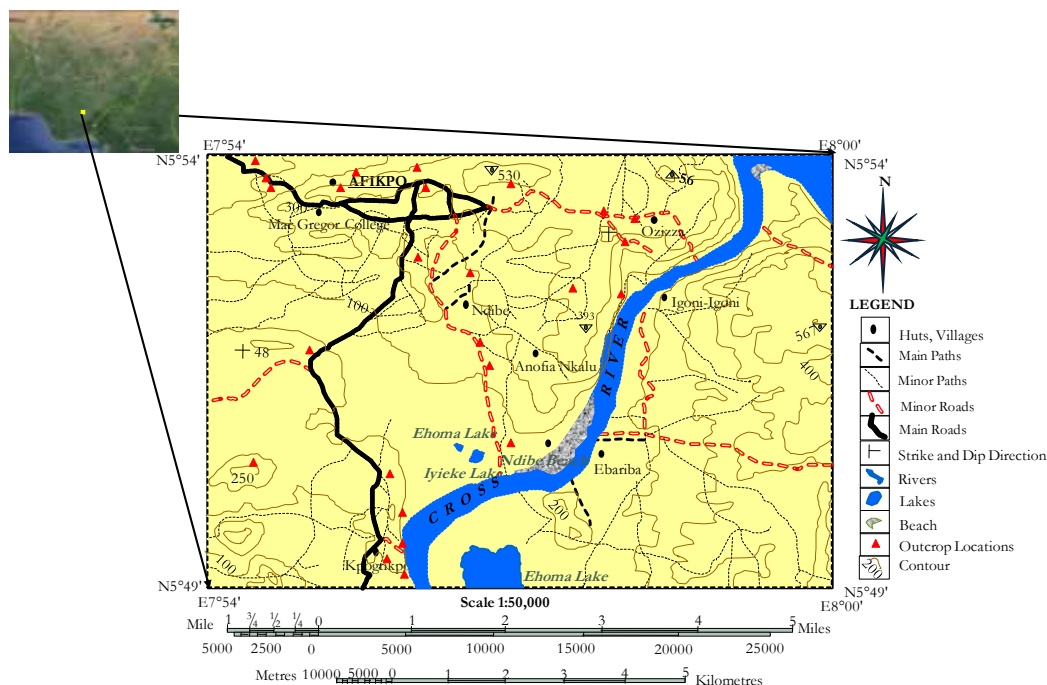 E7°54'
E8°00'
N5°54'
N5°54'
AFIKPO
530
56
300
Mac Gregor College
Ozizza
N
100
Ndibe
Igoni-Igoni
393
567
LEGEND
Huts, Villages
48
Anofia Nkalu
RIVER
400
Main Paths
Minor Paths
Minor Roads
Main Roads
Ehoma Lake
Iyieke Lake
Ndibe Beach
Ebariba
Strike and Dip Direction
250
CROSS
200
Rivers
Lakes
Beach
Outcrop Locations
200
Contour
100
Ehoma Lake
N5°49'
N5°49'
E7°54'
Scale 1:50,000
E8°00'
Mile 1 ¾ ½ ¼ 0 1 2 3 4 5 Miles
5000 2500 0 5000 10000 15000 20000 25000
Metres 10000 5000 0 1 2 3 4 5 Kilometres